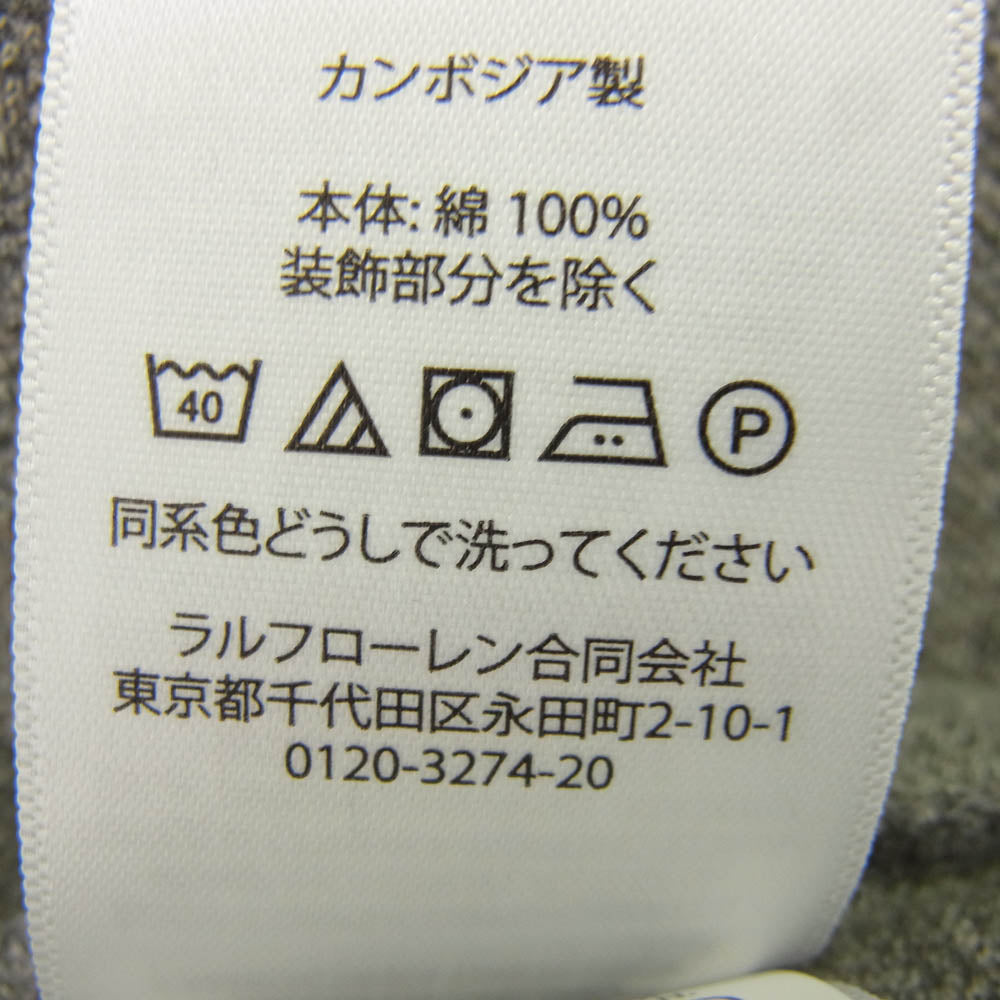 カンボジア製
本体: 綿 100%
装飾部分を除く
40 P
同系色どうしで洗ってください
ラルフローレン合同会社
東京都千代田区永田町2-10-1
0120-3274-20